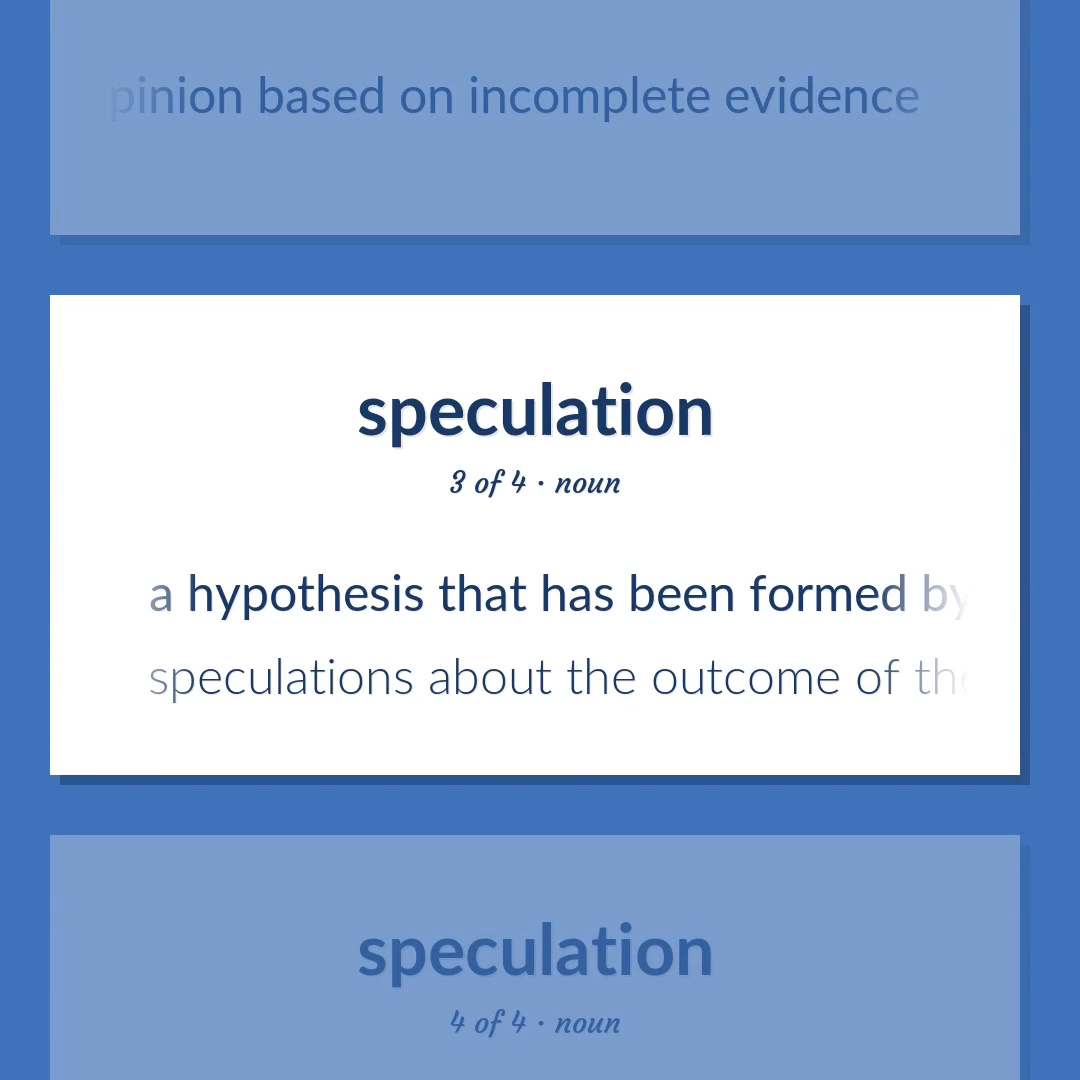 pinion based on incomplete evidence
speculation
3 of 4 · noun
a hypothesis that has been formed by
speculations about the outcome of the
speculation
4 of 4 · noun